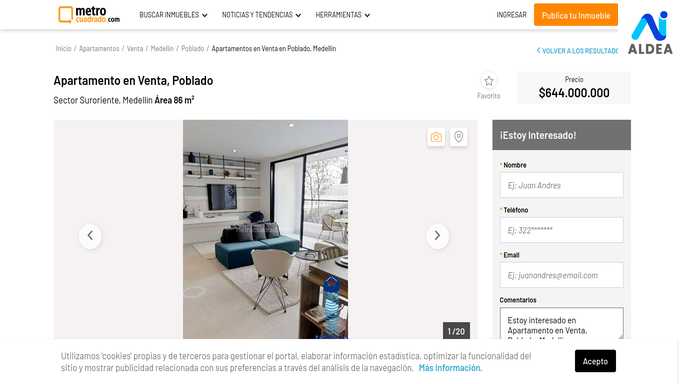 metro
cuadrado.com
BUSCAR INMUEBLES
NOTICIAS Y TENDENCIAS
HERRAMIENTAS
INGRESAR
Publica tu Inmueble
ALDEA
Inicio / Apartamentos / Venta / Medellín / Poblado / Apartamentos en Venta en Poblado, Medellín
VOLVER A LOS RESULTAD
Apartamento en Venta, Poblado
Sector Suroriente, Medellín Área 86 m²
Favorito
Precio
$644.000.000
¡Estoy Interesado!
* Nombre
Ej: Juan Andres
* Teléfono
Ej: 322*******
* Email
Ej: juanandres@email.com
Comentarios
Estoy interesado en
Apartamento en Venta,
1/20
Utilizamos 'cookies' propias y de terceros para gestionar el portal, elaborar información estadística, optimizar la funcionalidad del
sitio y mostrar publicidad relacionada con sus preferencias a través del análisis de la navegación. Más Información.
Acepto